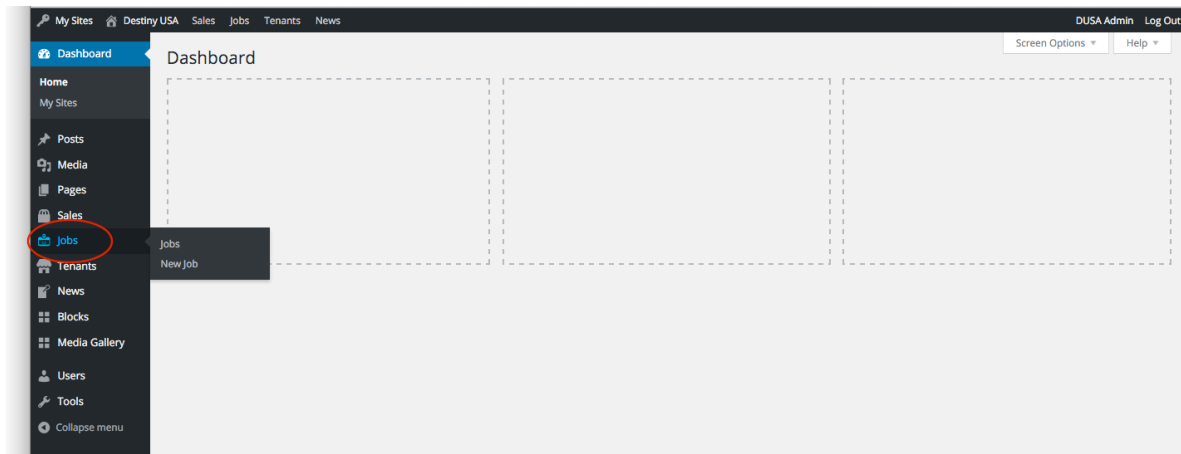 My Sites Destiny USA Sales Jobs Tenants News DUSA Admin Log Out
Screen Options Help
Dashboard
Dashboard
Home
My Sites
Posts
Media
Pages
Sales
Jobs
Jobs
New Job
Tenants
News
Blocks
Media Gallery
Users
Tools
Collapse menu